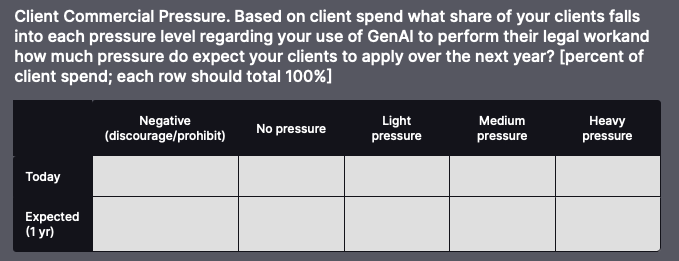 Client Commercial Pressure. Based on client spend what share of your clients falls
into each pressure level regarding your use of GenAI to perform their legal workand
how much pressure do expect your clients to apply over the next year? [percent of
client spend; each row should total 100%]
Negative
(discourage/prohibit)
No pressure
Light
pressure
Medium
pressure
Heavy
pressure
Today
Expected
(1 yr)